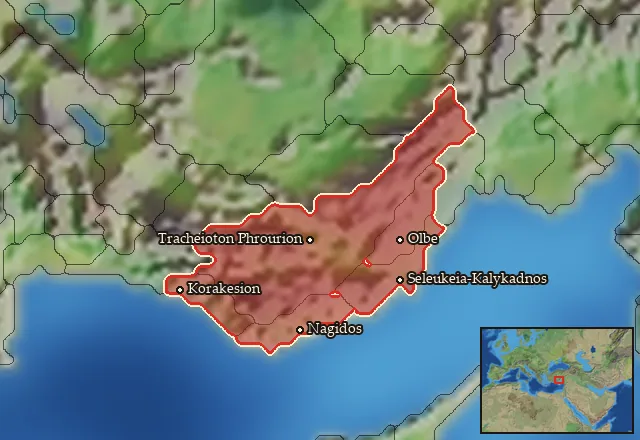 Tracheioton Phrourion
Olbe
Korakesion
Seleukeia-Kalykadnos
Nagidos